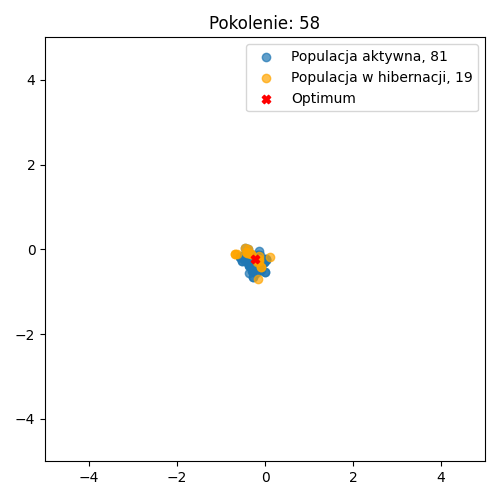 Pokolenie: 58
Populacja aktywna, 81
Populacja w hibernacji, 19
Optimum
4
2
0
−2
−4
−4
−2
0
2
4